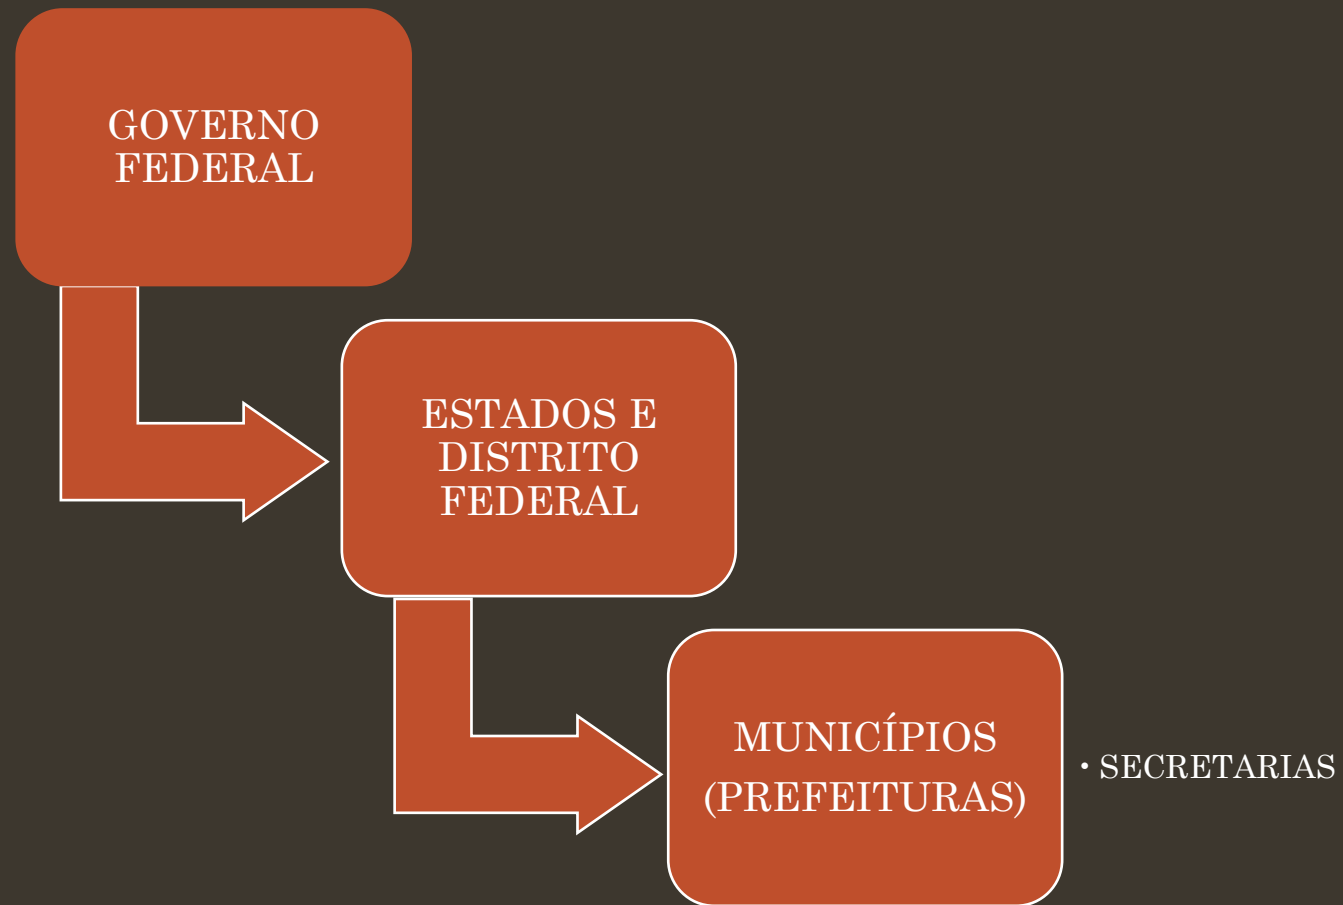 GOVERNO
FEDERAL
ESTADOS E
DISTRITO
FEDERAL
MUNICÍPIOS
(PREFEITURAS)
• SECRETARIAS